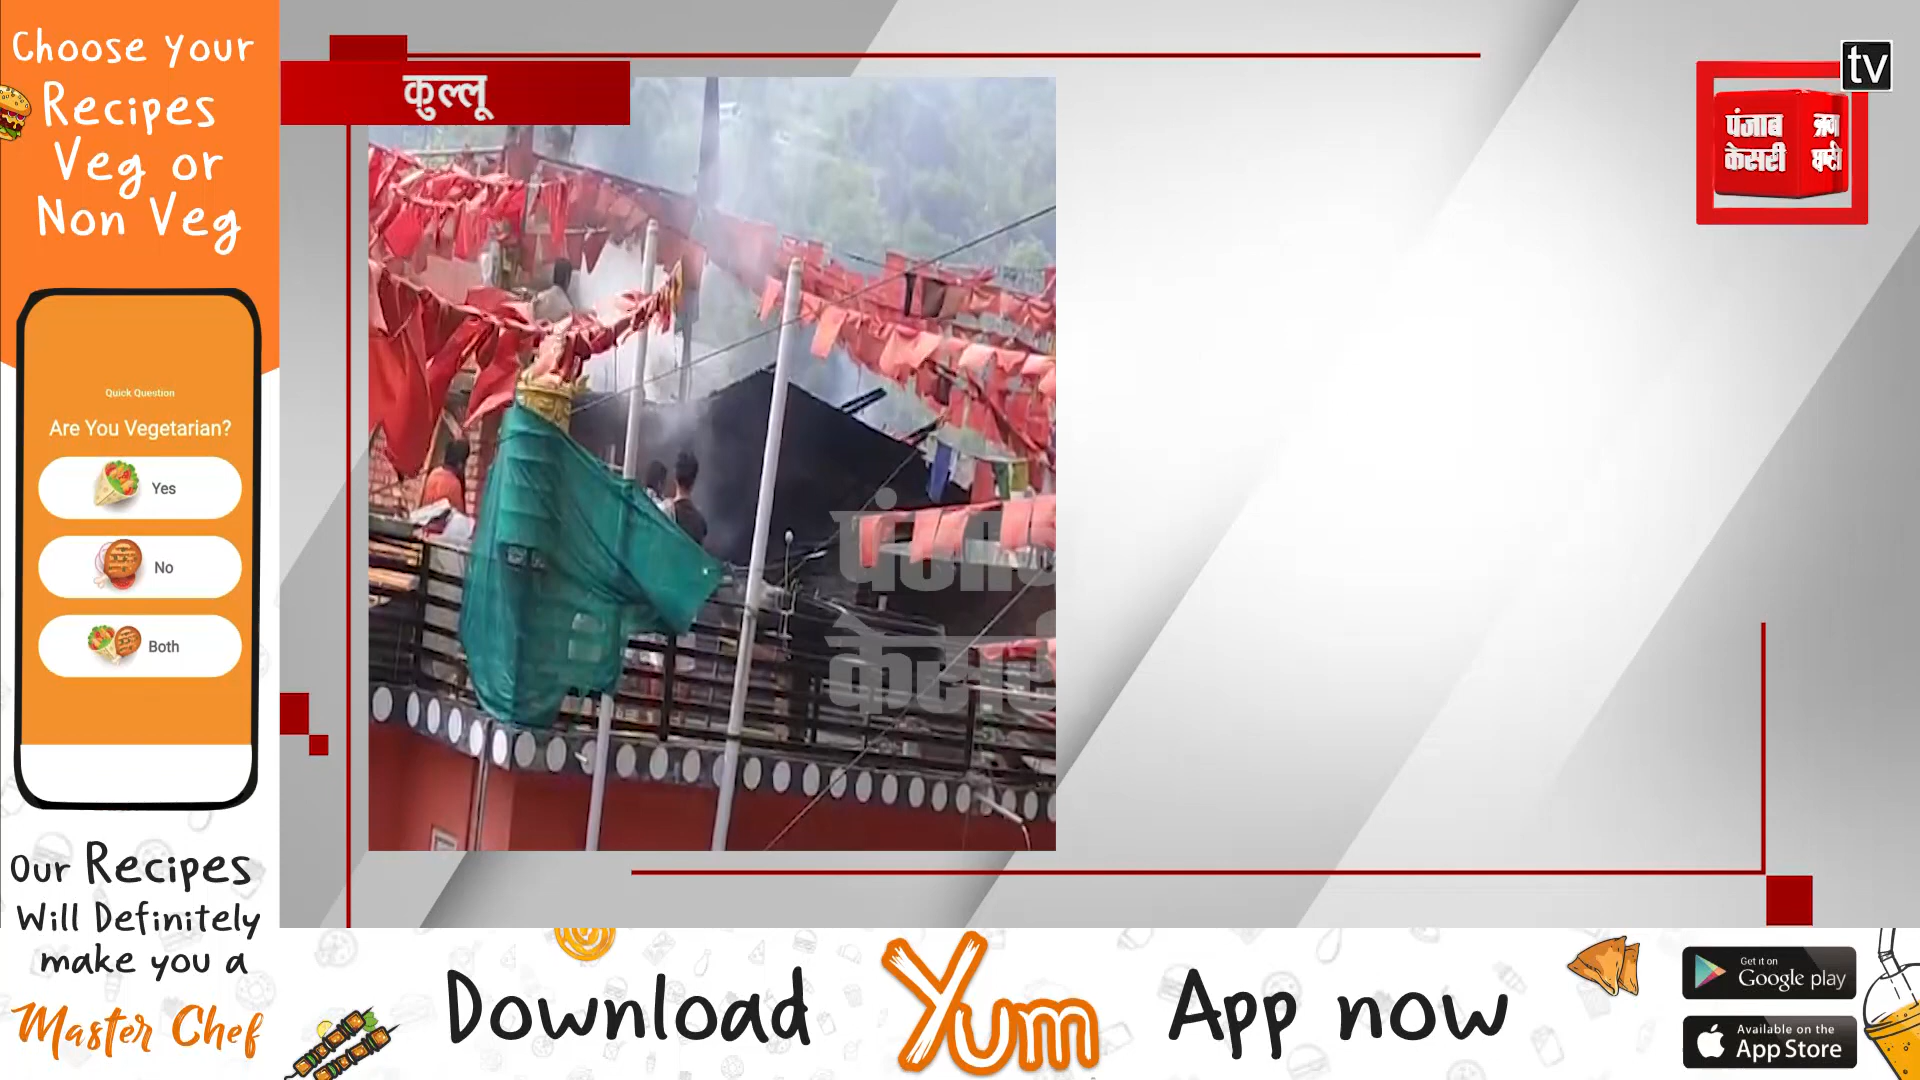 Choose your
Recipes
Veg or
Non Veg
Quick Question
Are You Vegetarian?
Yes
No
Both
Our Recipes
Will Definitely
make you a
Master Chef
कुल्लू
tv
पंजाब
केसरी
Download Yum App now
Get it on
Google play
Available on the
App Store